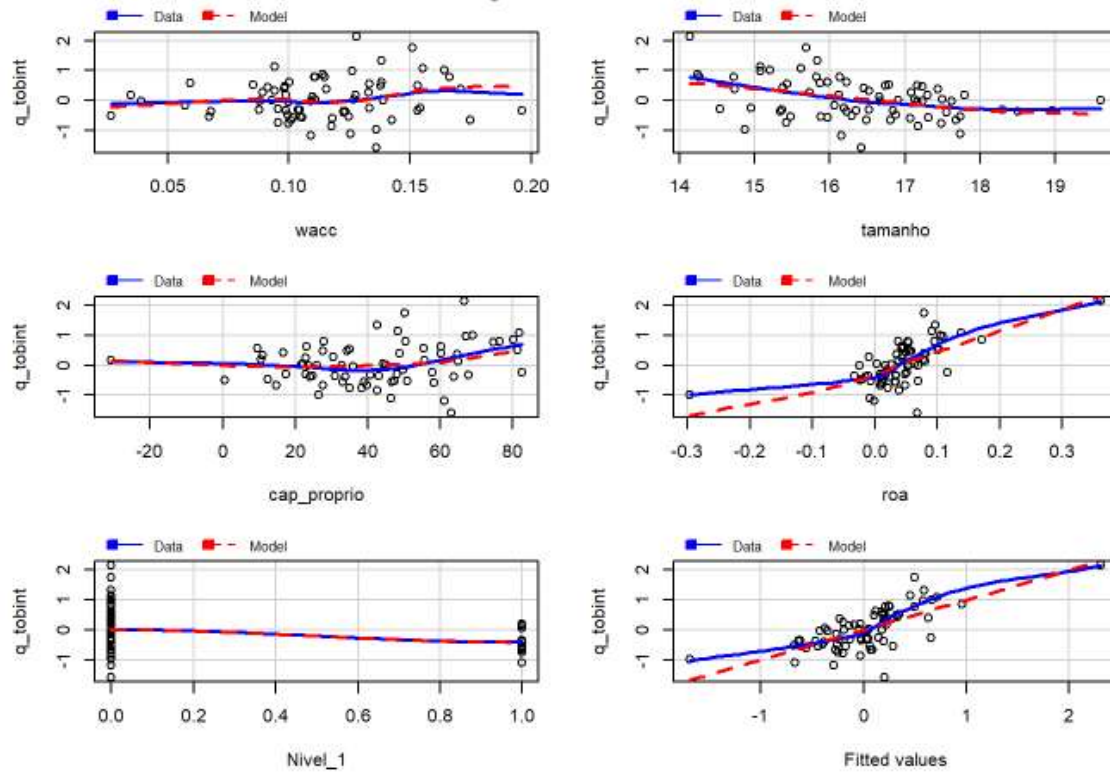 Data Model
q_tobint
2
1
0
-1
0.05 0.10 0.15 0.20
wacc
Data Model
q_tobint
2
1
0
-1
14 15 16 17 18 19
tamanho
Data Model
q_tobint
2
1
0
-1
-20 0 20 40 60 80
cap_proprio
Data Model
q_tobint
2
1
0
-1
-0.3 -0.2 -0.1 0.0 0.1 0.2 0.3
roa
Data Model
q_tobint
2
1
0
-1
0.0 0.2 0.4 0.6 0.8 1.0
Nivel_1
Data Model
q_tobint
2
1
0
-1
-1 0 1 2
Fitted values